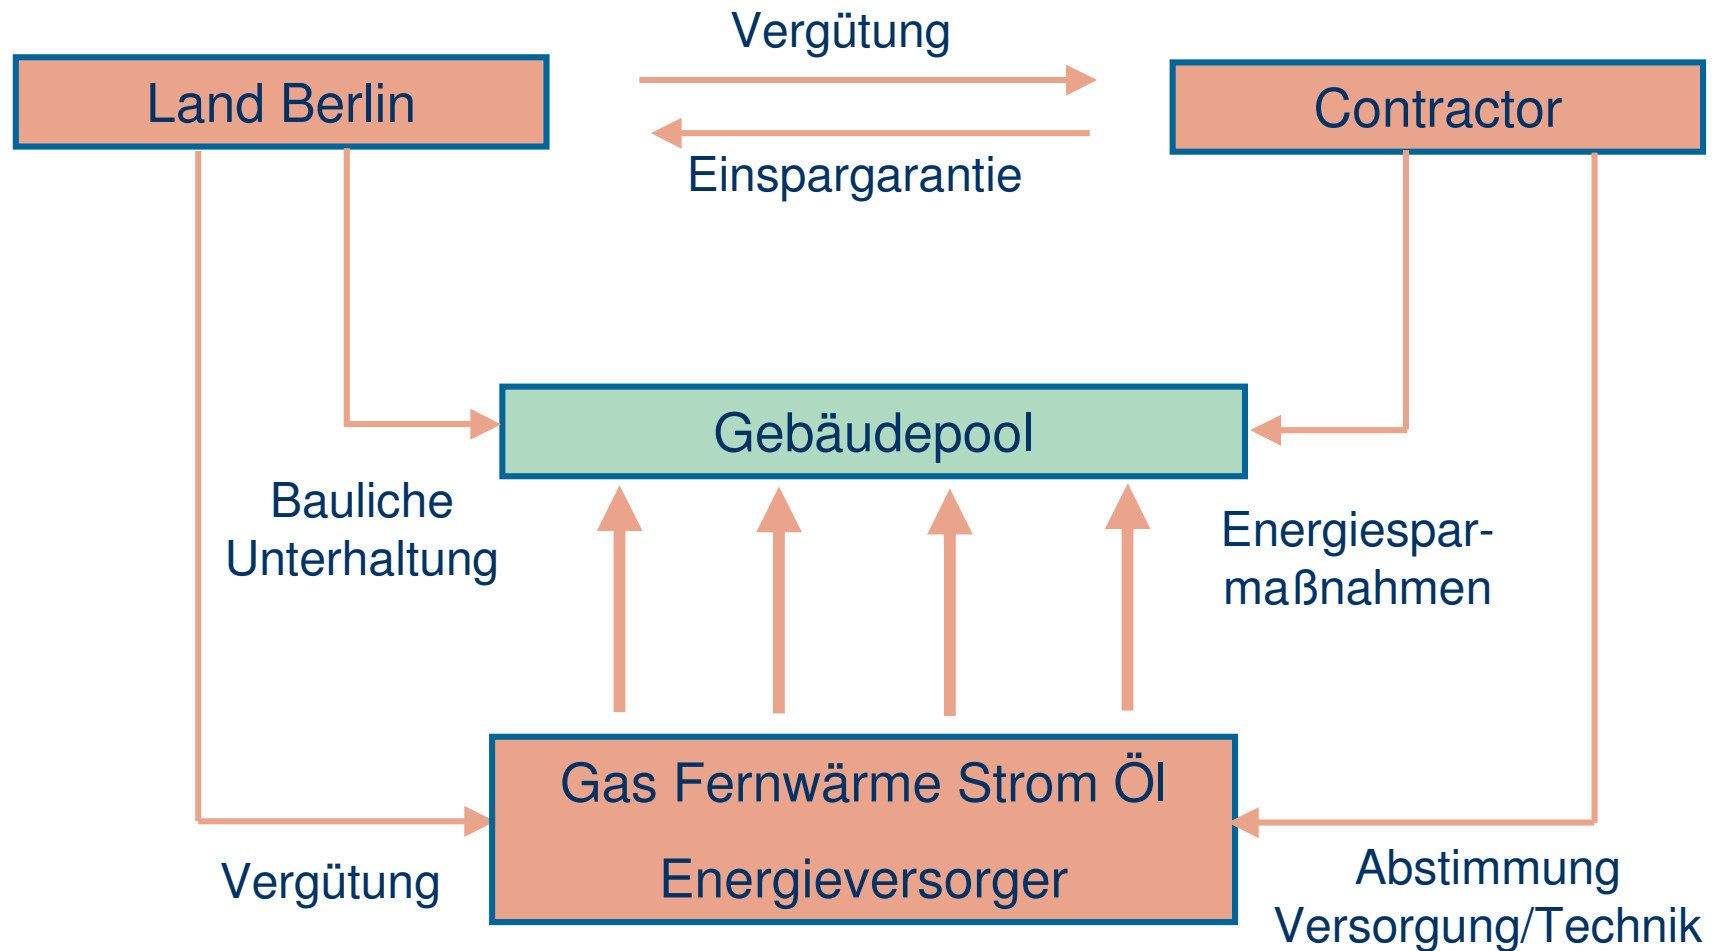 Vergütung
Land Berlin
Contractor
Einspargarantie
Gebäudepool
Bauliche
Unterhaltung
Energiespar-
maßnahmen
Gas Fernwärme Strom Öl
Energieversorger
Vergütung
Abstimmung
Versorgung/Technik